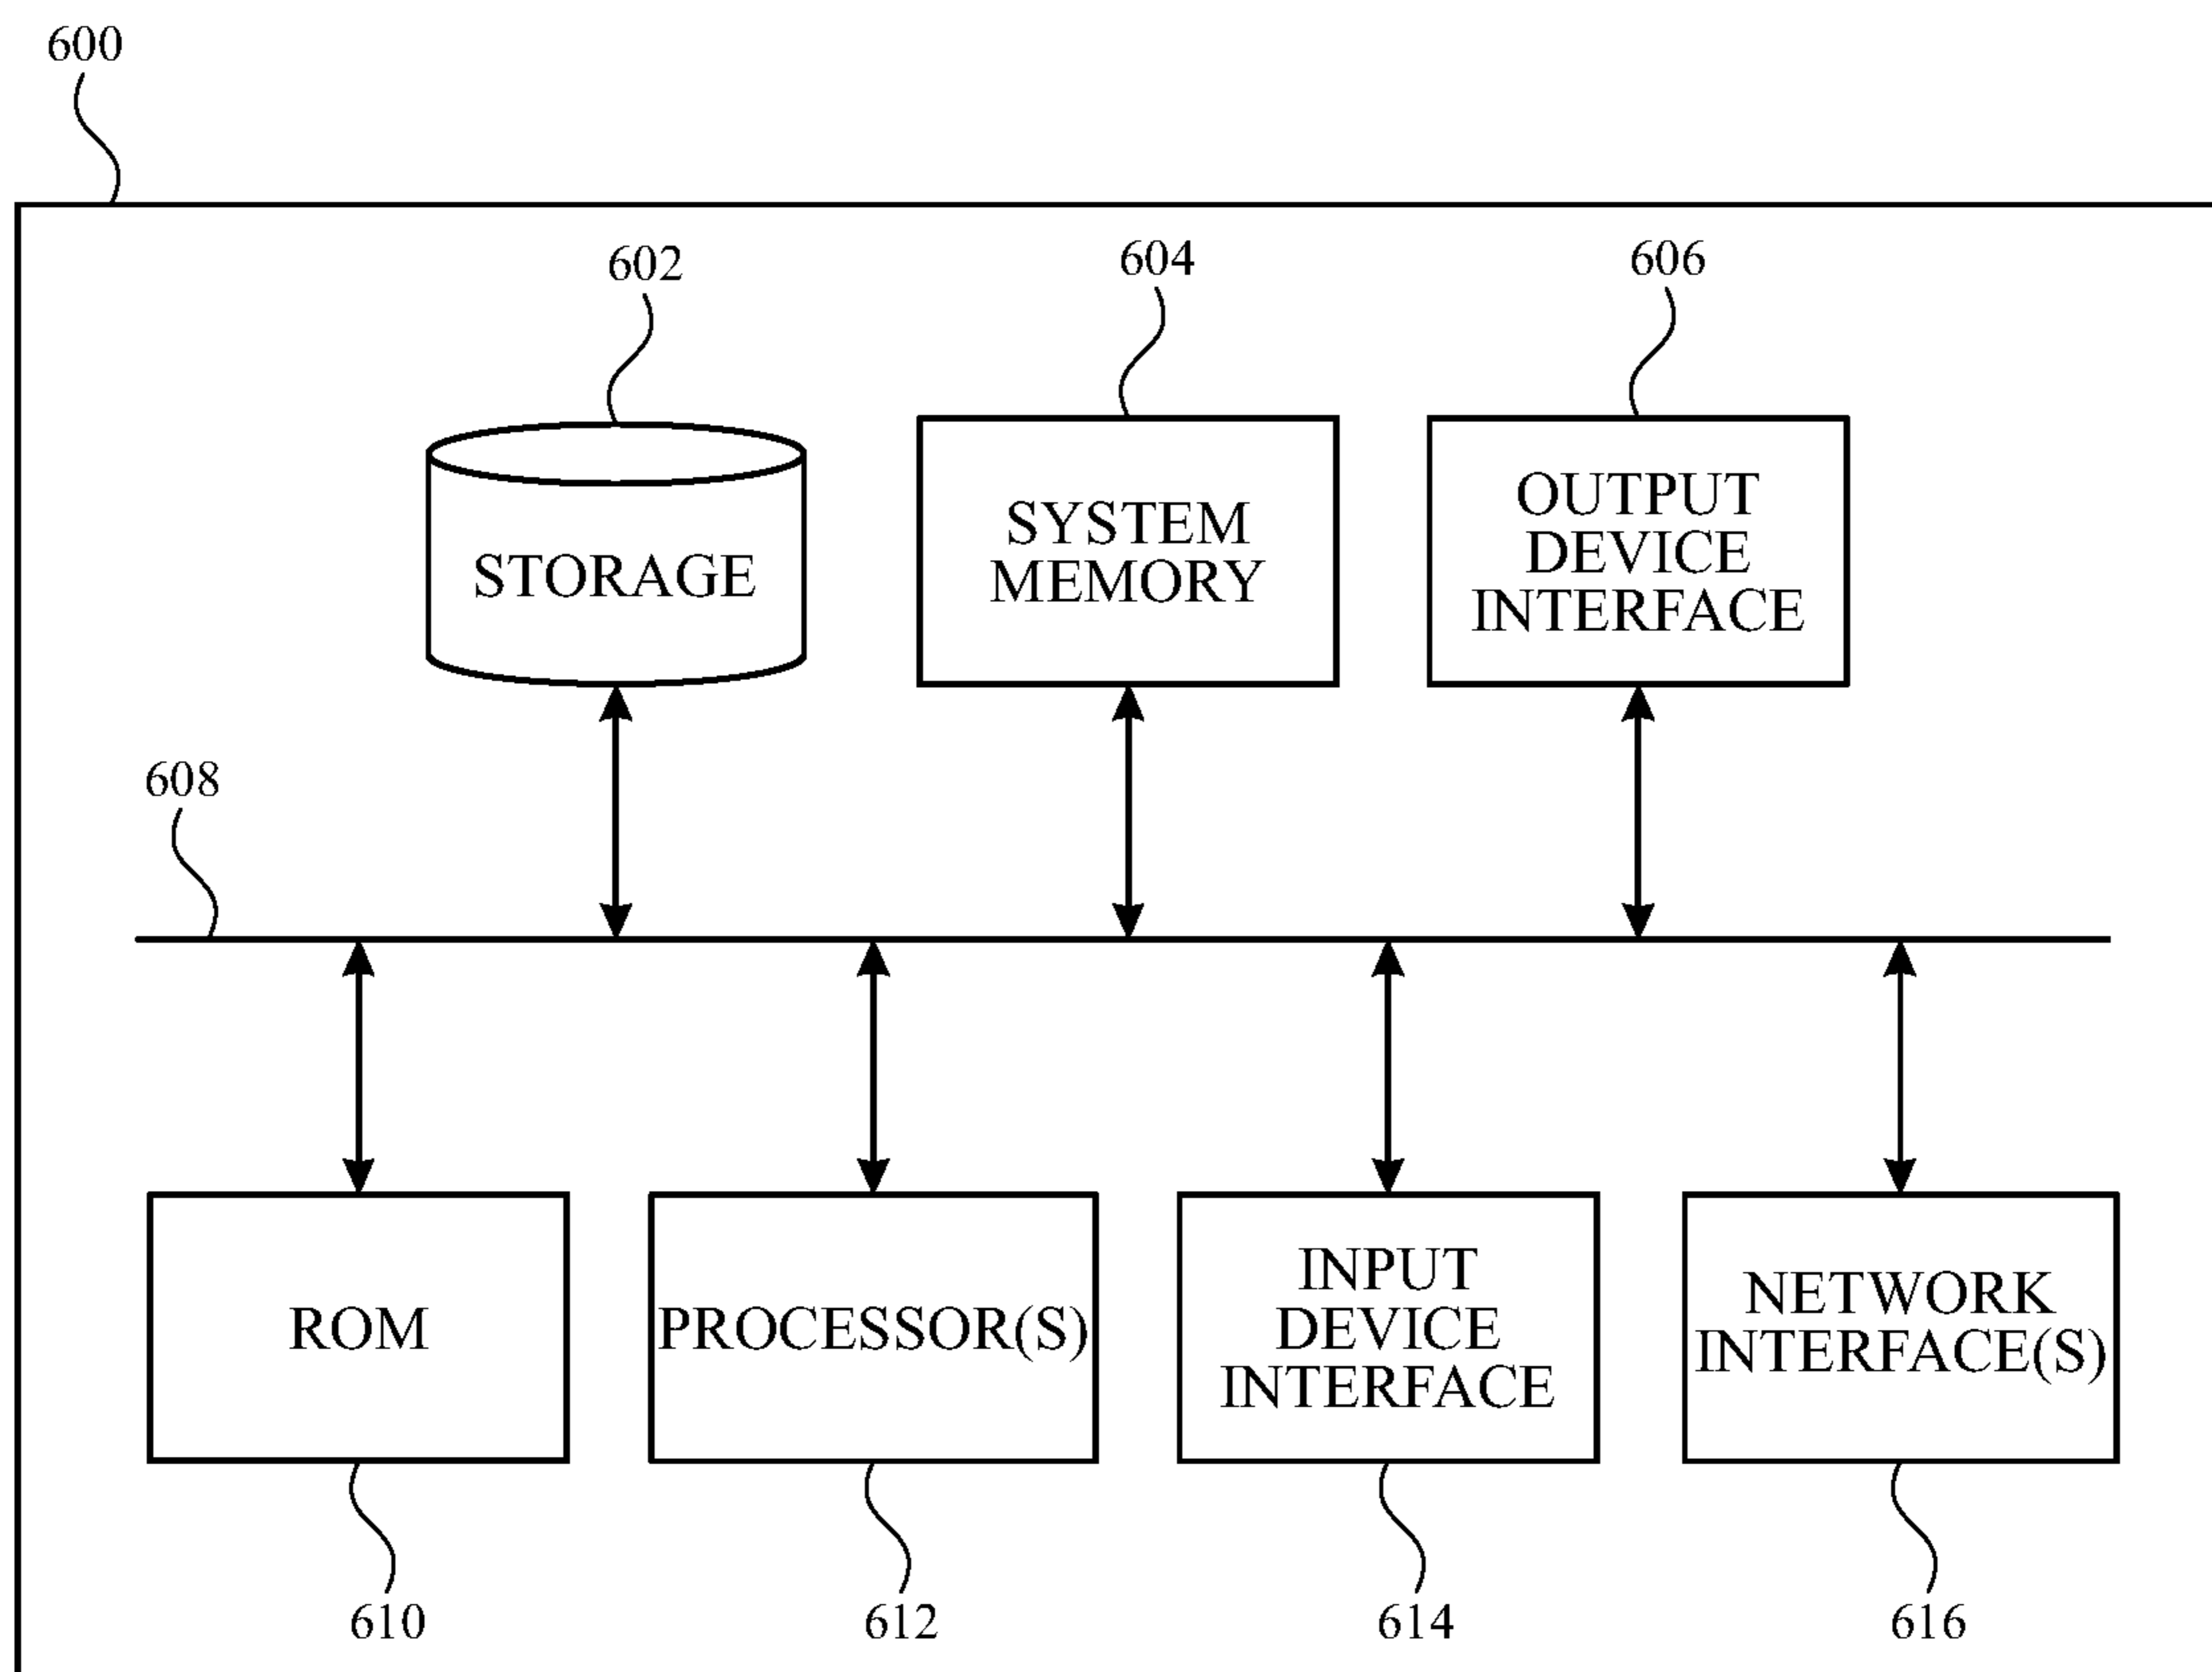 600
602
604
606
STORAGE
SYSTEM
MEMORY
OUTPUT
DEVICE
INTERFACE
608
ROM
PROCESSOR(S)
INPUT
DEVICE
INTERFACE
NETWORK
INTERFACE(S)
610
612
614
616